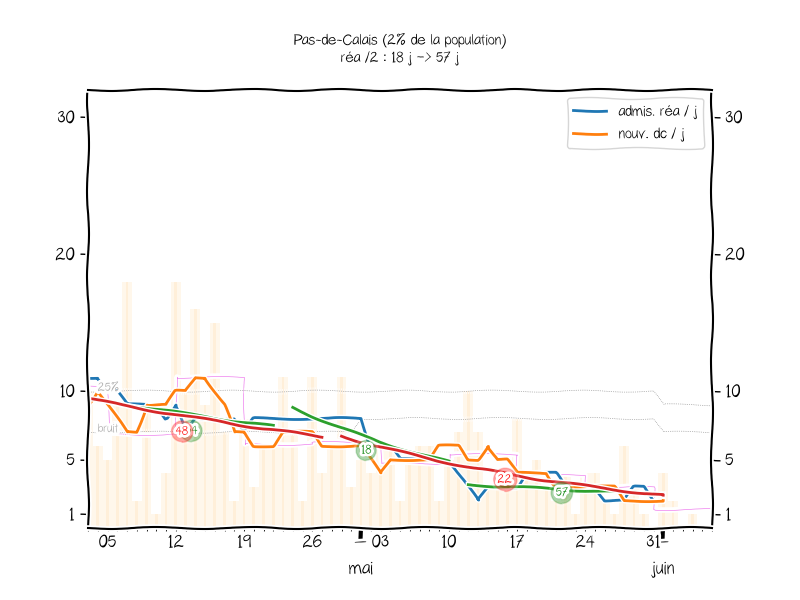 Pas-de-Calais (2% de la population)
réa /2 : 18 j -> 57 j
admis. réa / j
nouv. dc / j
30
30
20
20
10
10
25%
bruit
48
4
18
22
57
5
5
1
1
05 12 19 26 03 10 17 24 31
mai juin